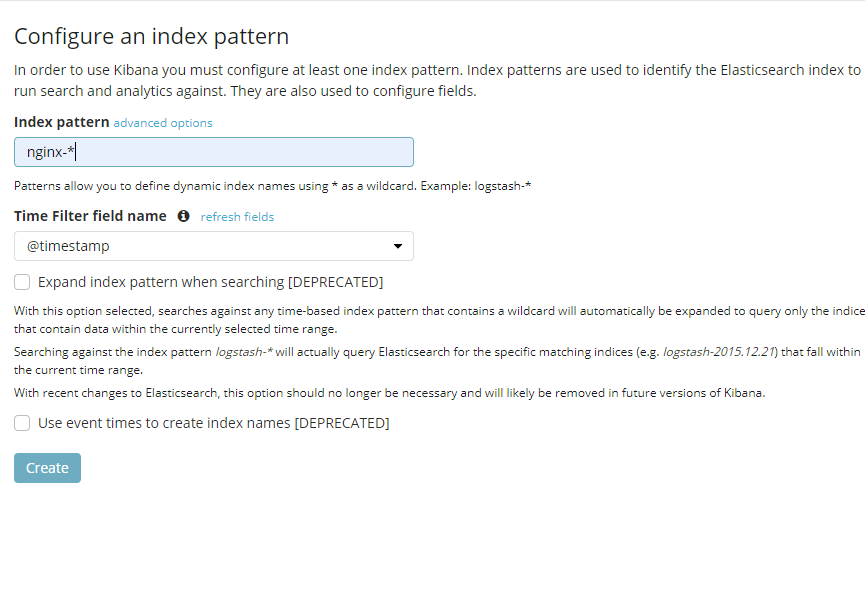 Configure an index pattern
In order to use Kibana you must configure at least one index pattern. Index patterns are used to identify the Elasticsearch index to
run search and analytics against. They are also used to configure fields.
Index pattern advanced options
nginx-*
Patterns allow you to define dynamic index names using * as a wildcard. Example: logstash-*
Time Filter field name refresh fields
@timestamp
Expand index pattern when searching [DEPRECATED]
With this option selected, searches against any time-based index pattern that contains a wildcard will automatically be expanded to query only the indice
that contain data within the currently selected time range.
Searching against the index pattern logstash-* will actually query Elasticsearch for the specific matching indices (e.g. logstash-2015.12.21) that fall within
the current time range.
With recent changes to Elasticsearch, this option should no longer be necessary and will likely be removed in future versions of Kibana.
Use event times to create index names [DEPRECATED]
Create